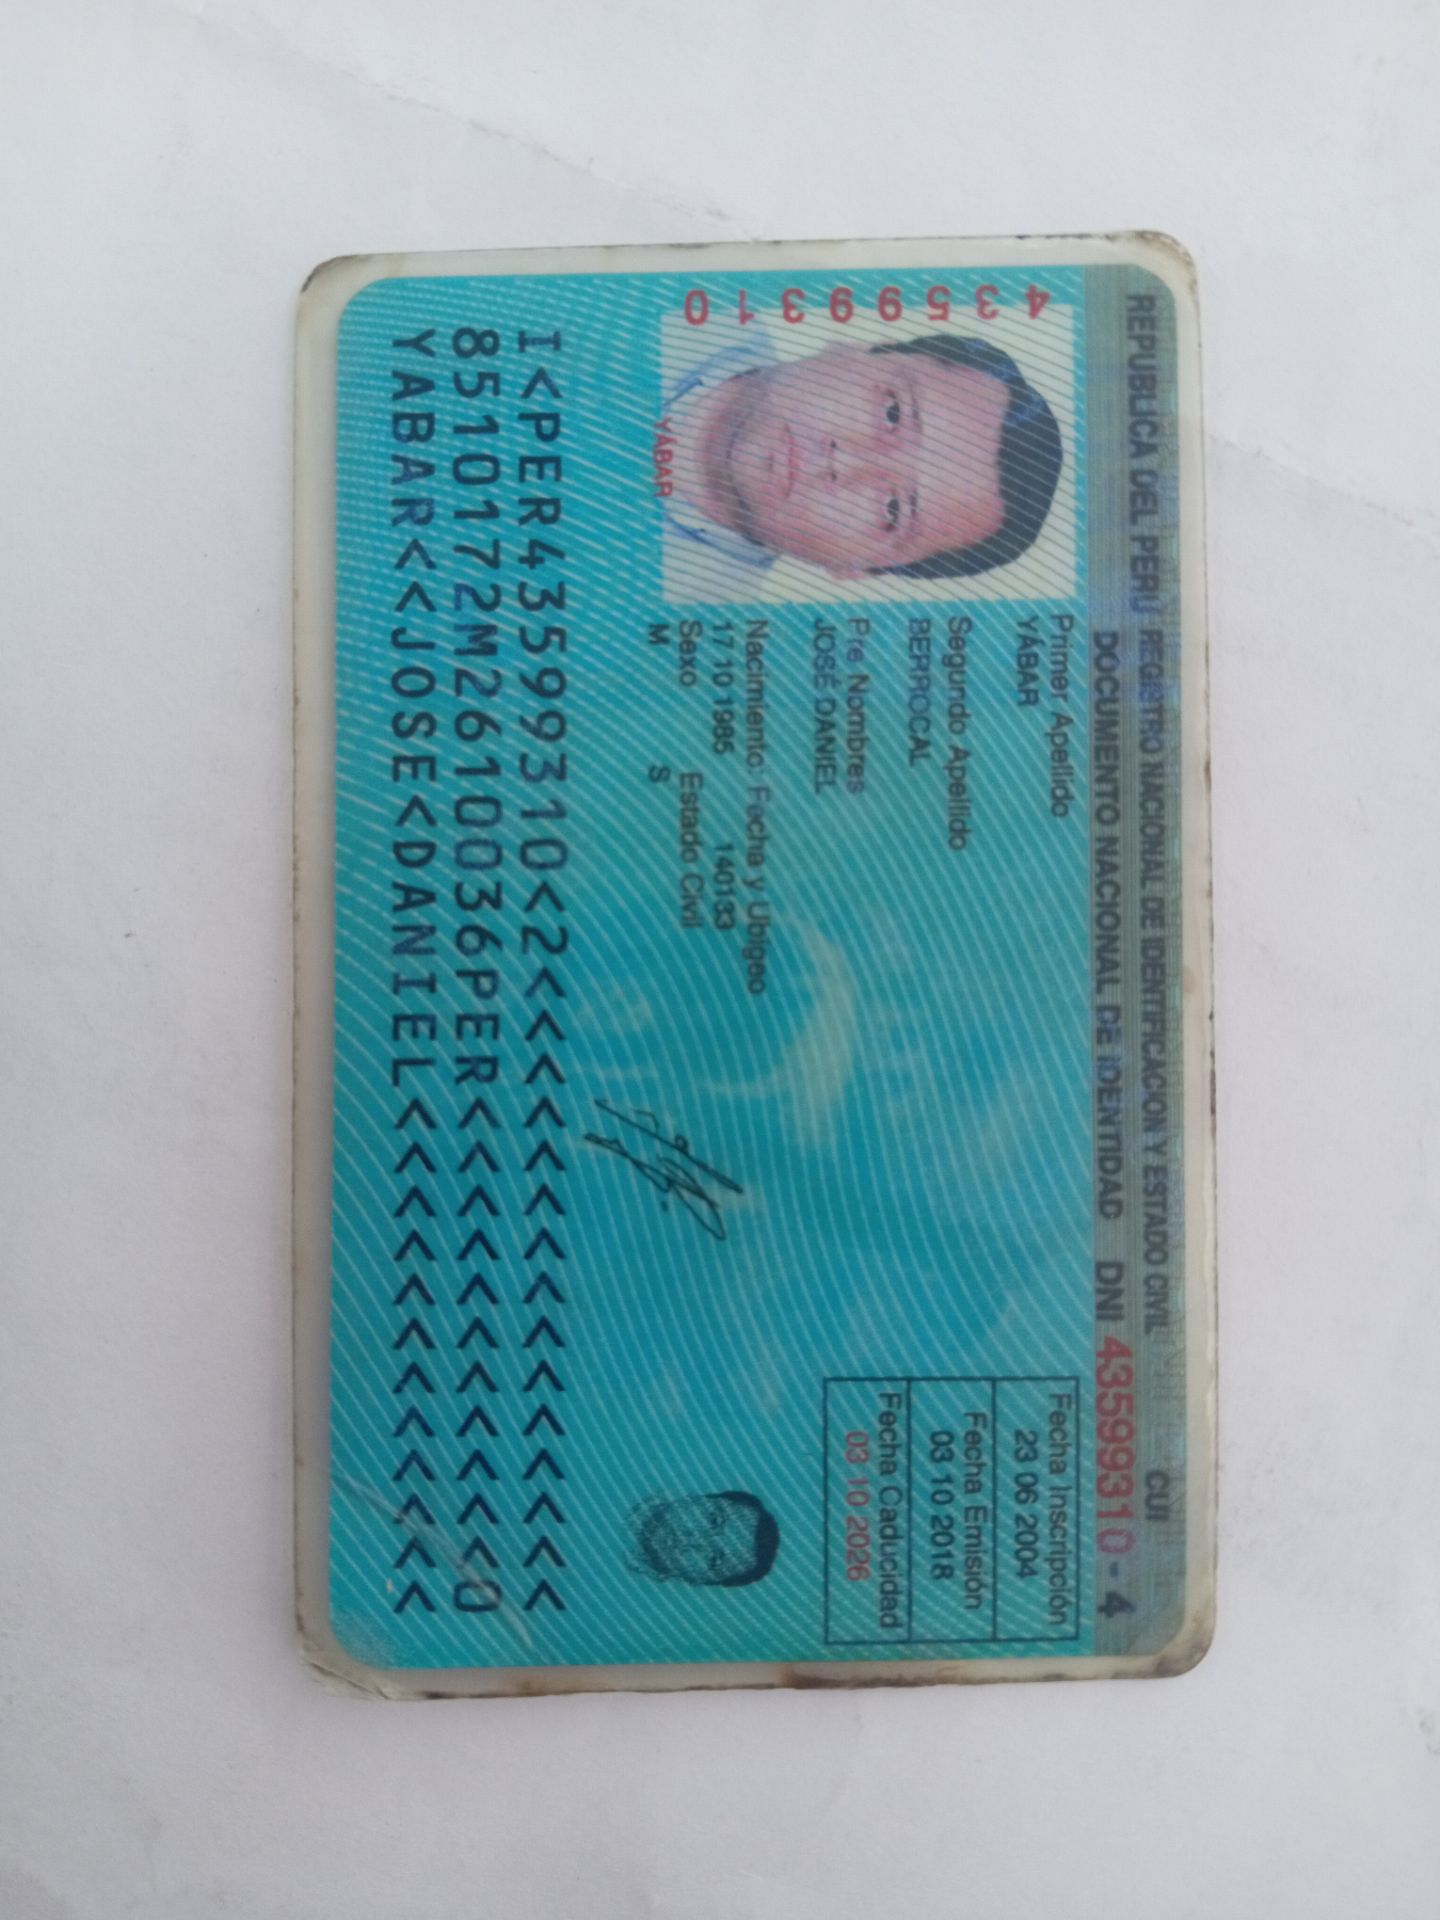 REPUBLICA DEL PERU REGISTRO NACIONAL DE IDENTIFICACION Y ESTADO CIVIL CUI
DOCUMENTO NACIONAL DE IDENTIDAD DNI 43599310 - 4
43599310
YÁBAR
Primer Apellido
YÁBAR
Segundo Apellido
BERROCAL
Pre Nombres
JOSÉ DANIEL
Nacimiento: Fecha y Ubigeo
17 10 1985 140133
Sexo Estado Civil
M S
Fecha Inscripción
23 06 2004
Fecha Emisión
03 10 2018
Fecha Caducidad
03 10 2026
I<PER43599310<2<<<<<<<<<<<<<<<
8510172M2610036PER<<<<<<<<<<<0
YABAR<<JOSE<DANIEL<<<<<<<<<<<<